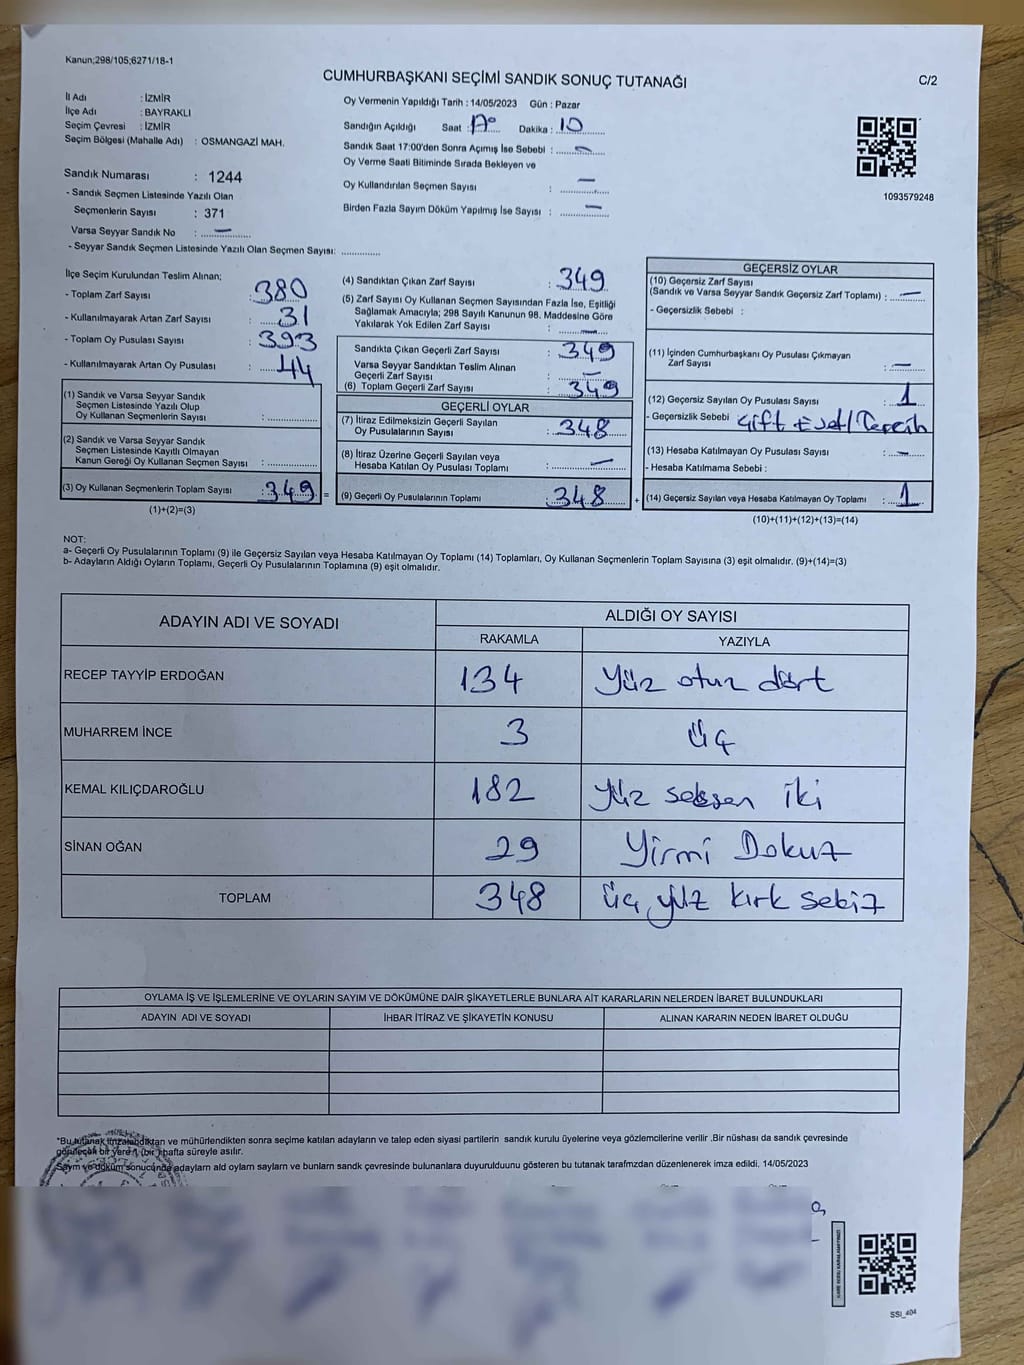 Kanun;298/105,6271/18-1
CUMHURBAŞKANI SEÇİMİ SANDIK SONUÇ TUTANAĞI
C/2
İl Adı : İZMİR
İlçe Adı : BAYRAKLI
Seçim Çevresi : İZMİR
Seçim Bölgesi (Mahalle Adı) : OSMANGAZİ MAH.
Sandık Numarası : 1244
- Sandık Seçmen Listesinde Yazılı Olan
Seçmenlerin Sayısı : 371
Varsa Seyyar Sandık No : —
- Seyyar Sandık Seçmen Listesinde Yazılı Olan Seçmen Sayısı:
Oy Vermenin Yapıldığı Tarih : 14/05/2023 Gün : Pazar
Sandığın Açıldığı Saat : Dakika : 10
Sandık Saat 17:00'den Sonra Açımış İse Sebebi : —
Oy Verme Saati Bitiminde Sırada Bekleyen ve
Oy Kullandırılan Seçmen Sayısı : —
Birden Fazla Sayım Döküm Yapılmış İse Sayısı : —
1093579248
İlçe Seçim Kurulundan Teslim Alınan;
- Toplam Zarf Sayısı : 380
- Kullanılmayarak Artan Zarf Sayısı : 31
- Toplam Oy Pusulası Sayısı : 393
- Kullanılmayarak Artan Oy Pusulası : 44
(1) Sandık ve Varsa Seyyar Sandık
Seçmen Listesinde Yazılı Olup
Oy Kullanan Seçmenlerin Sayısı :
(2) Sandık ve Varsa Seyyar Sandık
Seçmen Listesinde Kayıtlı Olmayan
Kanun Gereği Oy Kullanan Seçmen Sayısı :
(3) Oy Kullanan Seçmenlerin Toplam Sayısı : 349 =
(1)+(2)=(3)
(4) Sandıktan Çıkan Zarf Sayısı : 349
(5) Zarf Sayısı Oy Kullanan Seçmen Sayısından Fazla İse, Eşitliği
Sağlamak Amacıyla; 298 Sayılı Kanunun 98. Maddesine Göre
Yakılarak Yok Edilen Zarf Sayısı : —
Sandıkta Çıkan Geçerli Zarf Sayısı : 349
Varsa Seyyar Sandıktan Teslim Alınan
Geçerli Zarf Sayısı : —
(6) Toplam Geçerli Zarf Sayısı : 349
GEÇERLİ OYLAR
(7) İtiraz Edilmeksizin Geçerli Sayılan
Oy Pusulalarının Sayısı : 348
(8) İtiraz Üzerine Geçerli Sayılan veya
Hesaba Katılan Oy Pusulası Toplamı : —
(9) Geçerli Oy Pusulalarının Toplamı : 348 +
GEÇERSİZ OYLAR
(10) Geçersiz Zarf Sayısı
(Sandık ve Varsa Seyyar Sandık Geçersiz Zarf Toplamı) : —
- Geçersizlik Sebebi :
(11) İçinden Cumhurbaşkanı Oy Pusulası Çıkmayan
Zarf Sayısı : —
(12) Geçersiz Sayılan Oy Pusulası Sayısı : 1
- Geçersizlik Sebebi : Çift Evet/Tercih
(13) Hesaba Katılmayan Oy Pusulası Sayısı : —
- Hesaba Katılmama Sebebi :
(14) Geçersiz Sayılan veya Hesaba Katılmayan Oy Toplamı : 1
(10)+(11)+(12)+(13)=(14)
NOT:
a- Geçerli Oy Pusulalarının Toplamı (9) ile Geçersiz Sayılan veya Hesaba Katılmayan Oy Toplamı (14) Toplamları, Oy Kullanan Seçmenlerin Toplam Sayısına (3) eşit olmalıdır. (9)+(14)=(3)
b- Adayların Aldığı Oyların Toplamı, Geçerli Oy Pusulalarının Toplamına (9) eşit olmalıdır.
ADAYIN ADI VE SOYADI ALDIĞI OY SAYISI
RAKAMLA YAZIYLA
RECEP TAYYİP ERDOĞAN 134 Yüz otuz dört
MUHARREM İNCE 3 üç
KEMAL KILIÇDAROĞLU 182 Yüz seksen iki
SİNAN OĞAN 29 Yirmi Dokuz
TOPLAM 348 üç yüz kırk sekiz
OYLAMA İŞ VE İŞLEMLERİNE VE OYLARIN SAYIM VE DÖKÜMÜNE DAİR ŞİKAYETLERLE BUNLARA AİT KARARLARIN NELERDEN İBARET BULUNDUKLARI
ADAYIN ADI VE SOYADI İHBAR İTİRAZ VE ŞİKAYETİN KONUSU ALINAN KARARIN NEDEN İBARET OLDUĞU
*Bu tutanak imzalandıktan ve mühürlendikten sonra seçime katılan adayların ve talep eden siyasi partilerin sandık kurulu üyelerine veya gözlemcilerine verilir .Bir nüshası da sandık çevresinde
görülecek bir yere 1 (bir) hafta süreyle asılır.
Sayım ve döküm sonucunda adayların ald oyların sayların ve bunların sandk çevresinde bulunanlara duyurulduunu gösteren bu tutanak tarafmzdan düzenlenerek imza edildi, 14/05/2023
SSI_404